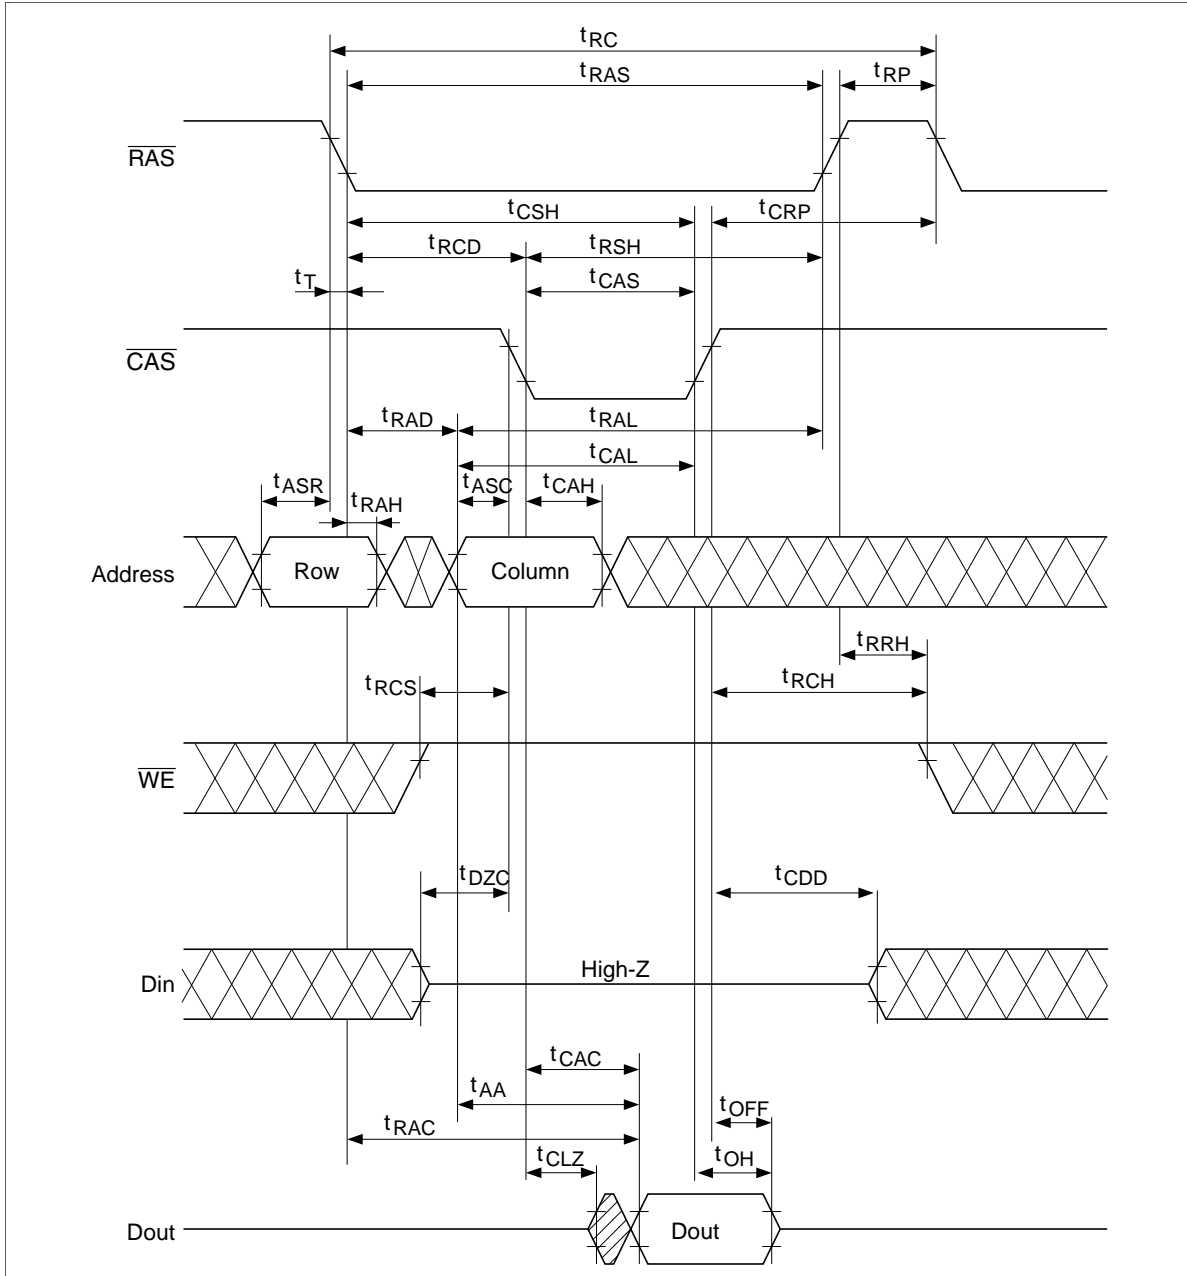 tRC
tRAS tRP
RAS
tCSH tCRP
tRCD tRSH
tT tCAS
CAS
tRAD tRAL
tCAL
tASR tASC tCAH
tRAH
Address Row Column
tRRH
tRCS tRCH
WE
tDZC tCDD
High-Z
Din
tCAC
tAA
tOFF
tRAC
tCLZ tOH
Dout Dout